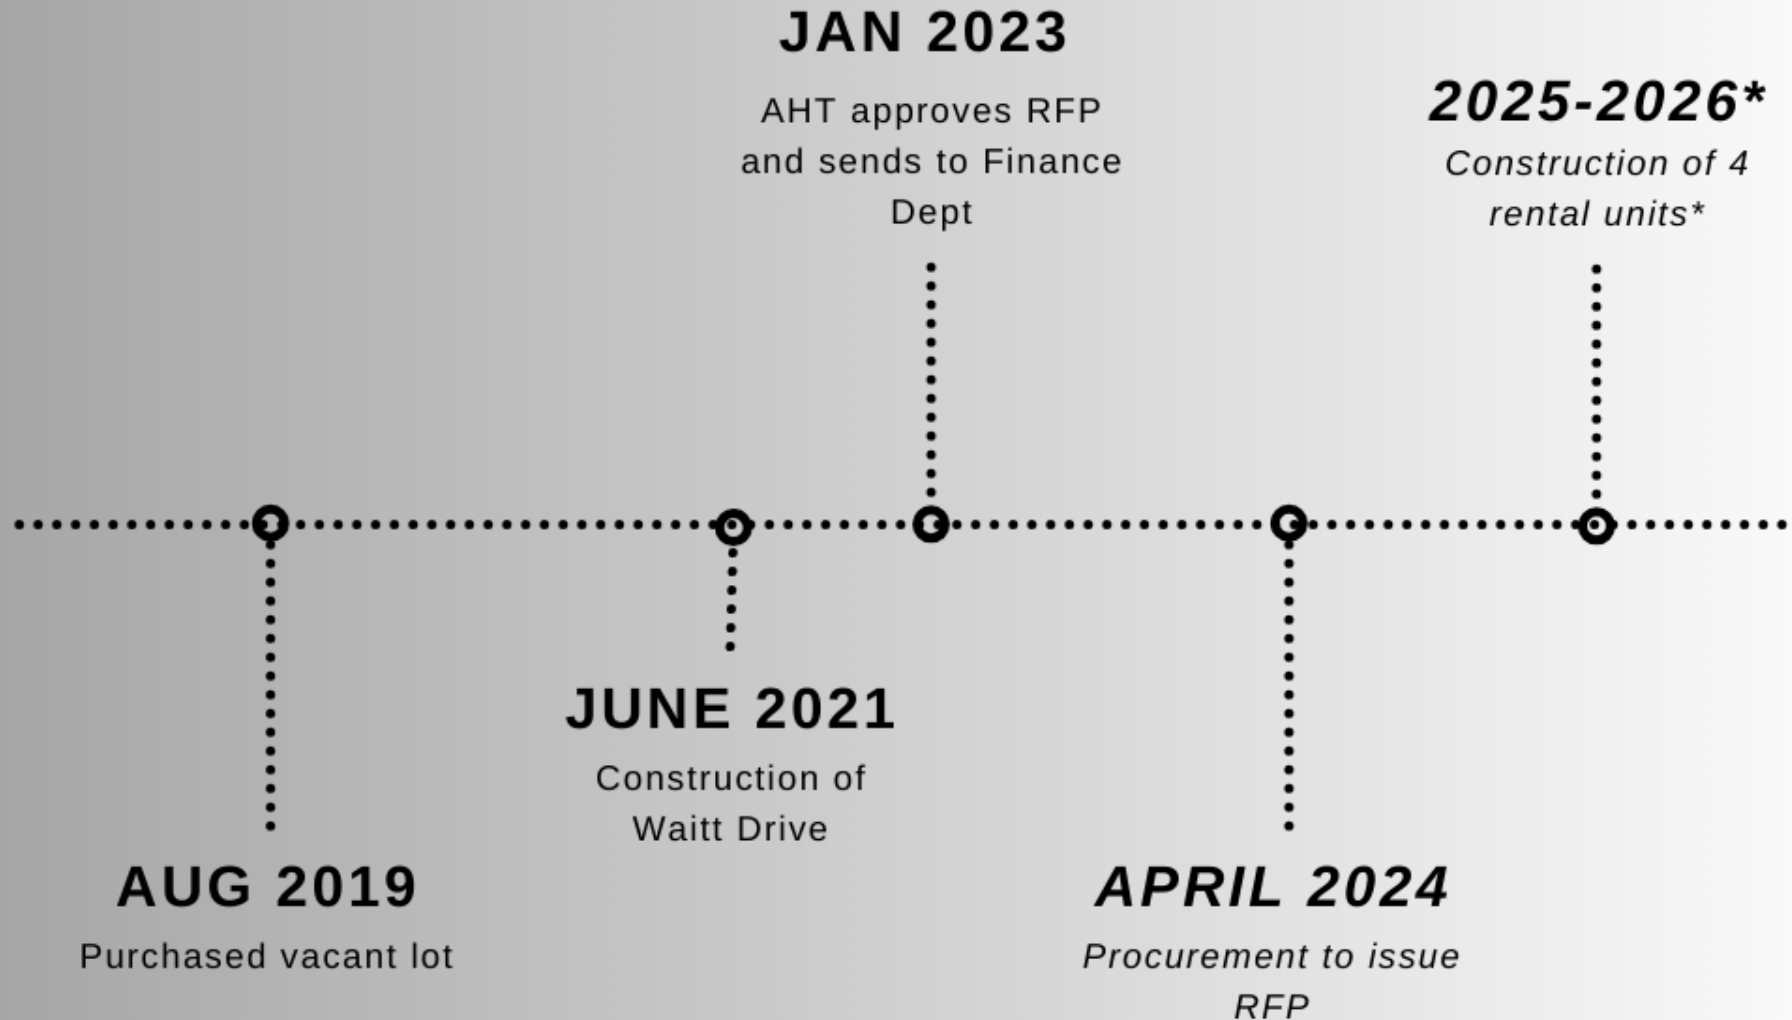 JAN 2023
AHT approves RFP
and sends to Finance
Dept
2025-2026*
Construction of 4
rental units*
JUNE 2021
Construction of
Waitt Drive
AUG 2019
Purchased vacant lot
APRIL 2024
Procurement to issue
RFP